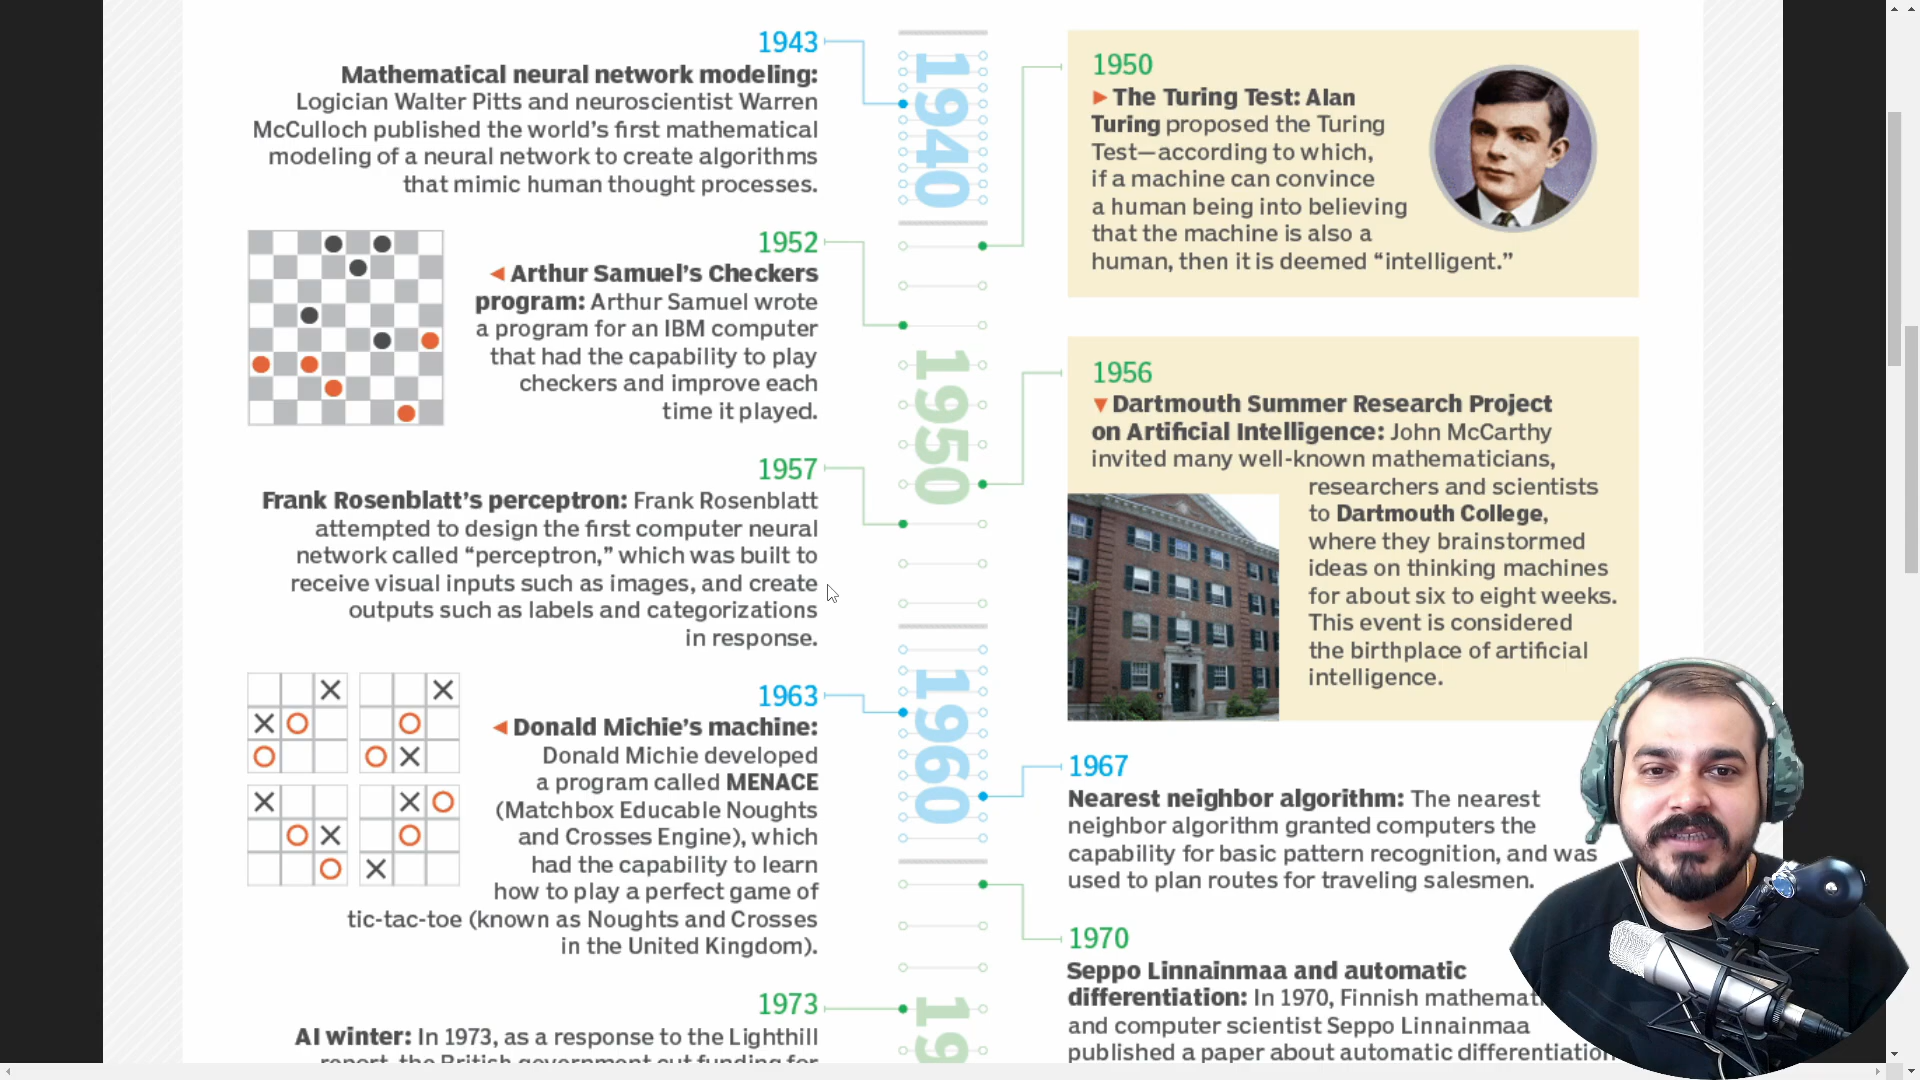 1943
Mathematical neural network modeling:
Logician Walter Pitts and neuroscientist Warren
McCulloch published the world's first mathematical
modeling of a neural network to create algorithms
that mimic human thought processes.
1952
Arthur Samuel's Checkers
program: Arthur Samuel wrote
a program for an IBM computer
that had the capability to play
checkers and improve each
time it played.
1957
Frank Rosenblatt's perceptron: Frank Rosenblatt
attempted to design the first computer neural
network called “perceptron,” which was built to
receive visual inputs such as images, and create
outputs such as labels and categorizations
in response.
1963
Donald Michie's machine:
Donald Michie developed
a program called MENACE
(Matchbox Educable Noughts
and Crosses Engine), which
had the capability to learn
how to play a perfect game of
tic-tac-toe (known as Noughts and Crosses
in the United Kingdom).
1973
AI winter: In 1973, as a response to the Lighthill
report, the British government cut funding for
1940
1950
1960
19
1950
The Turing Test: Alan
Turing proposed the Turing
Test—according to which,
if a machine can convince
a human being into believing
that the machine is also a
human, then it is deemed “intelligent.”
1956
Dartmouth Summer Research Project
on Artificial Intelligence: John McCarthy
invited many well-known mathematicians,
researchers and scientists
to Dartmouth College,
where they brainstormed
ideas on thinking machines
for about six to eight weeks.
This event is considered
the birthplace of artificial
intelligence.
1967
Nearest neighbor algorithm: The nearest
neighbor algorithm granted computers the
capability for basic pattern recognition, and was
used to plan routes for traveling salesmen.
1970
Seppo Linnainmaa and automatic
differentiation: In 1970, Finnish
and computer scientist Seppo Linnainmaa
published a paper about automatic differentiation